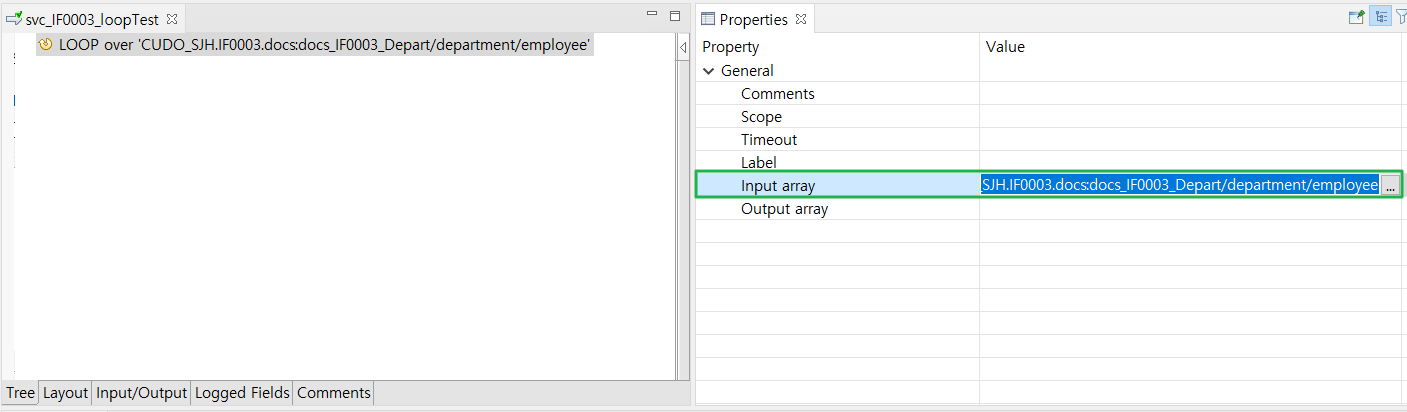 svc_IF0003_loopTest
LOOP over 'CUDO_SJH.IF0003.docs:docs_IF0003_Depart/department/employee'
Tree Layout Input/Output Logged Fields Comments
Properties
Property Value
General
Comments
Scope
Timeout
Label
Input array SJH.IF0003.docs:docs_IF0003_Depart/department/employee ...
Output array